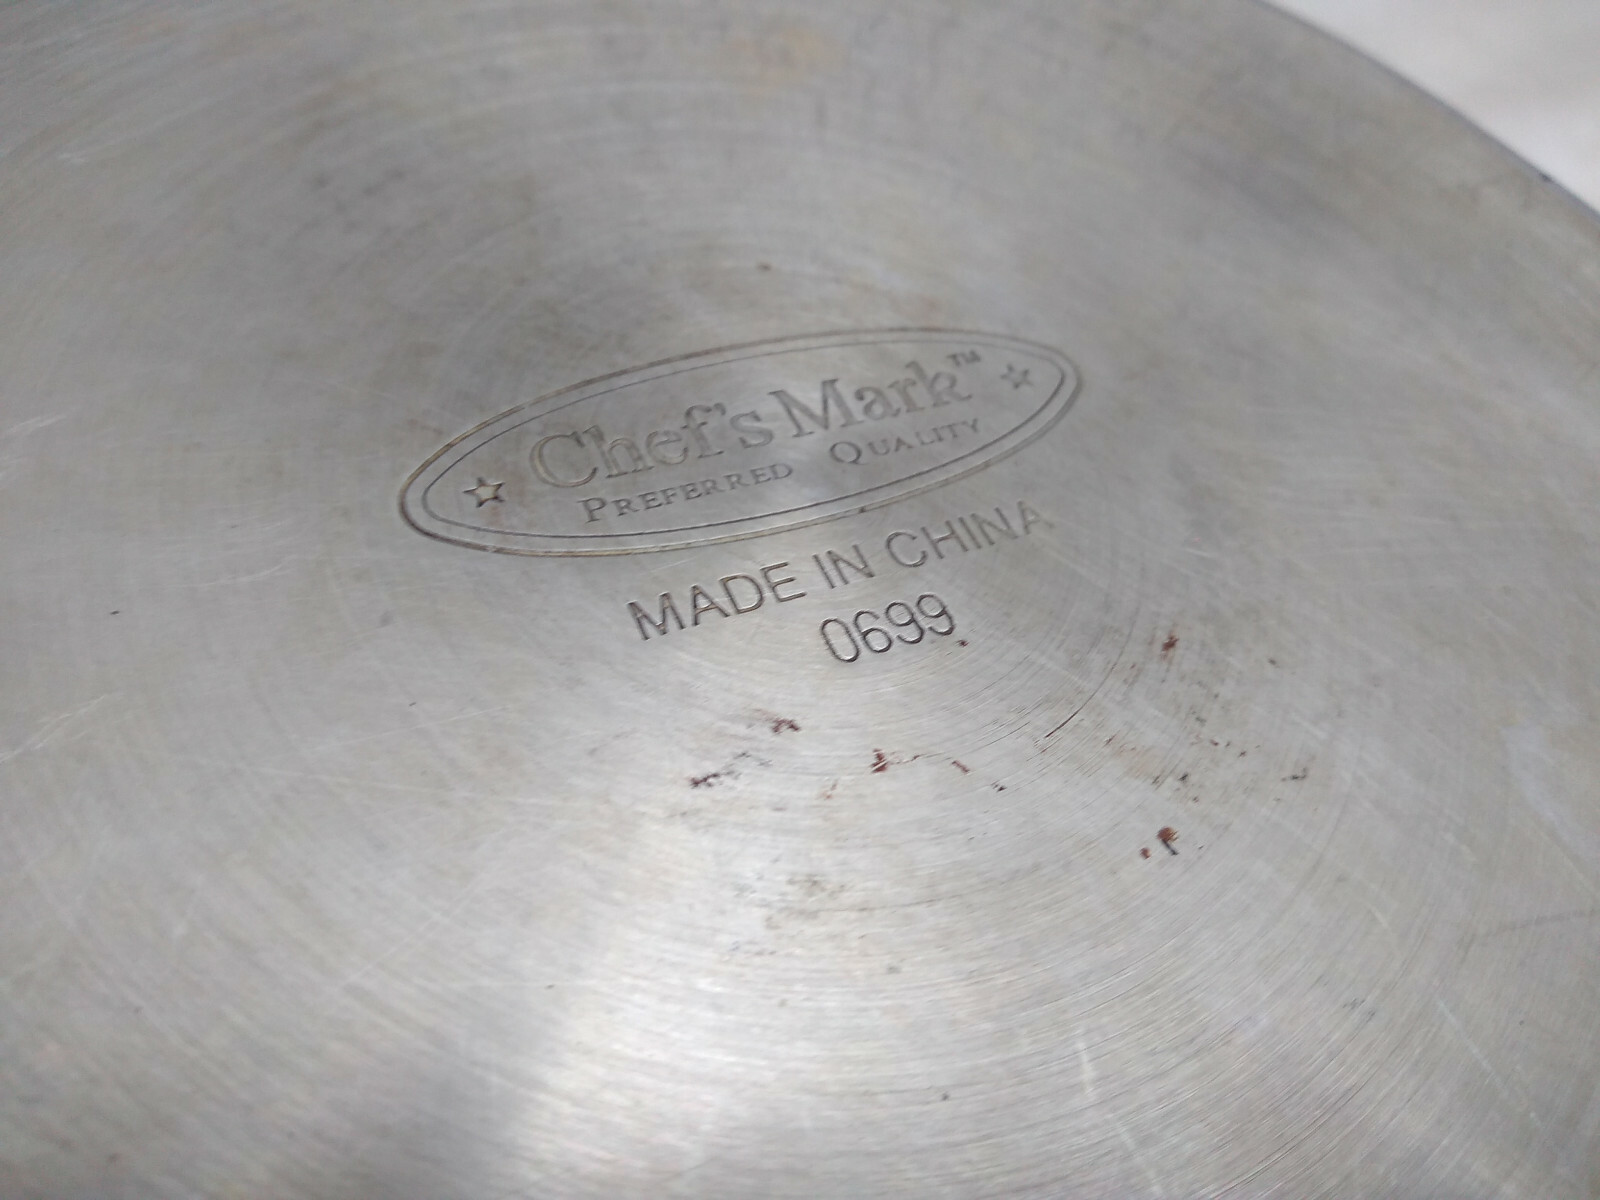 Chef's Mark™
PREFERRED QUALITY
MADE IN CHINA
0699